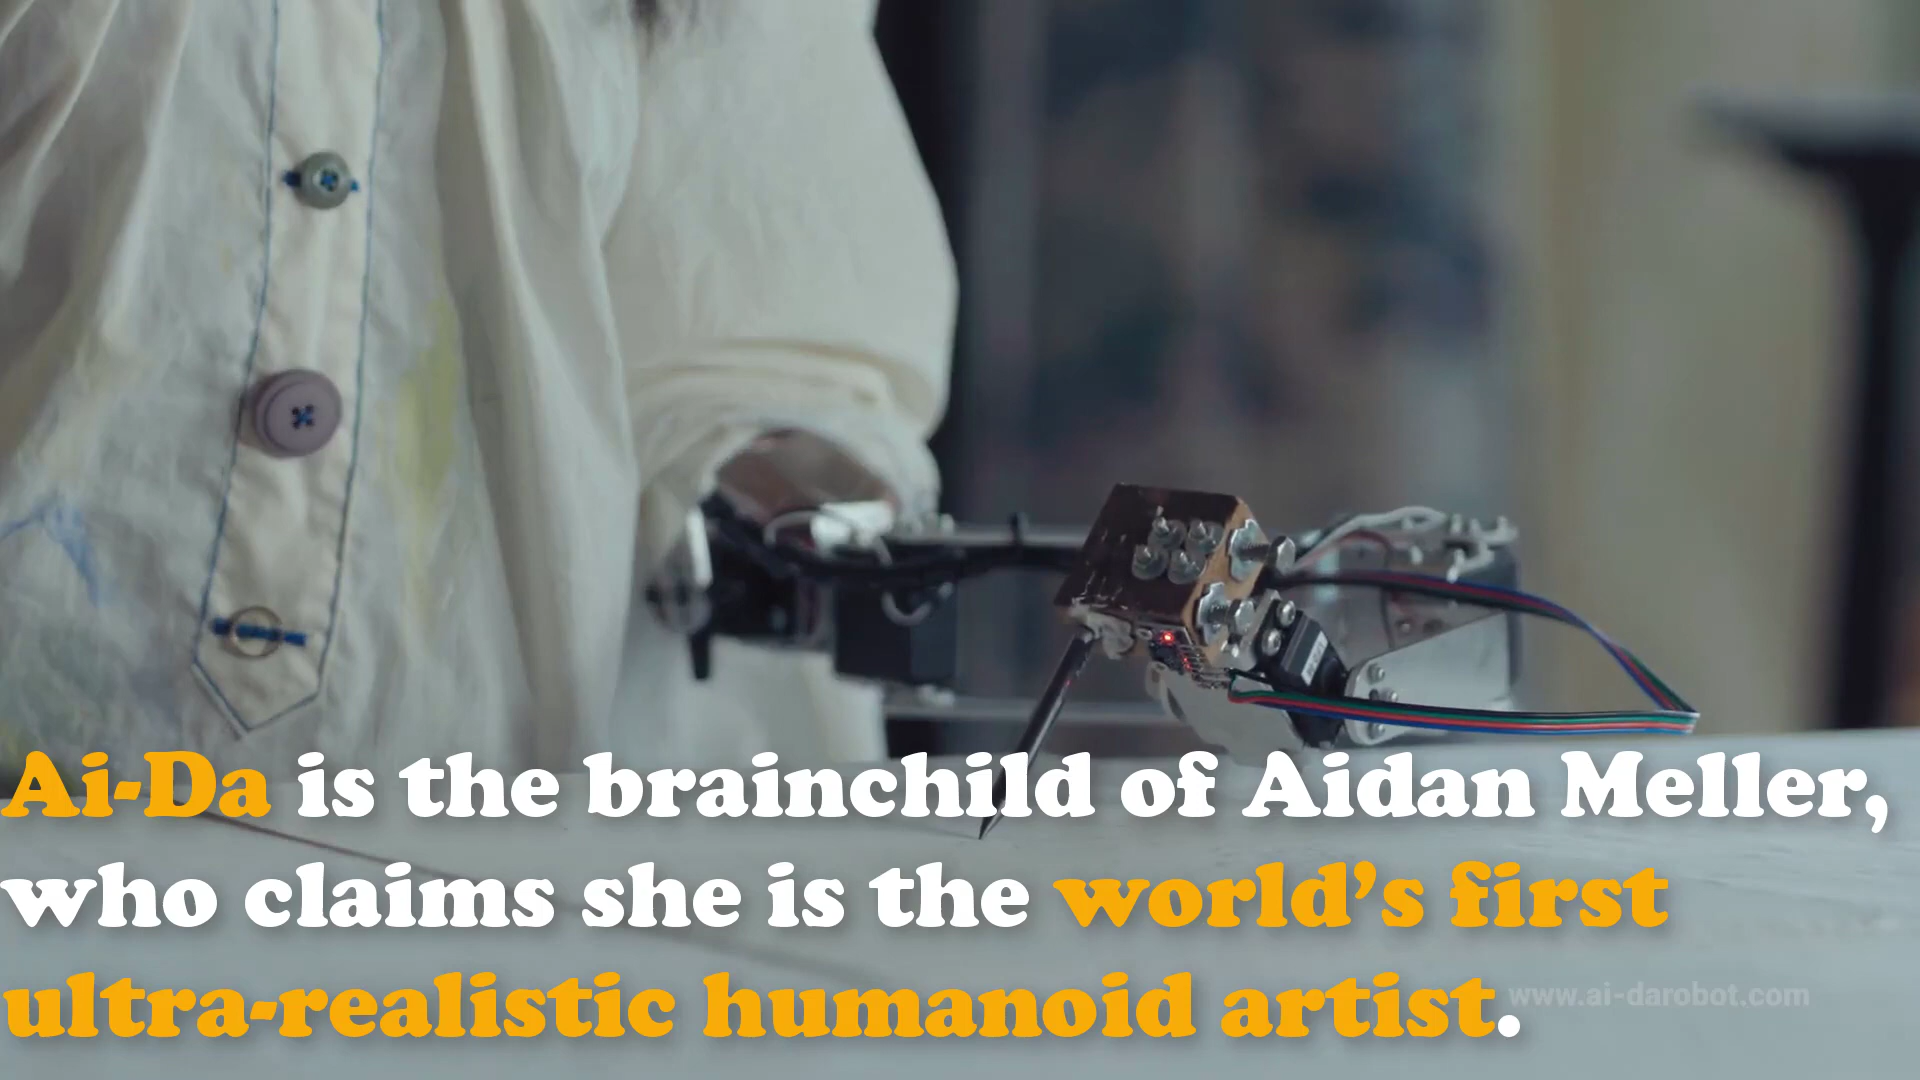 Ai-Da is the brainchild of Aidan Meller,
who claims she is the world’s first
ultra-realistic humanoid artist.
www.ai-darobot.com